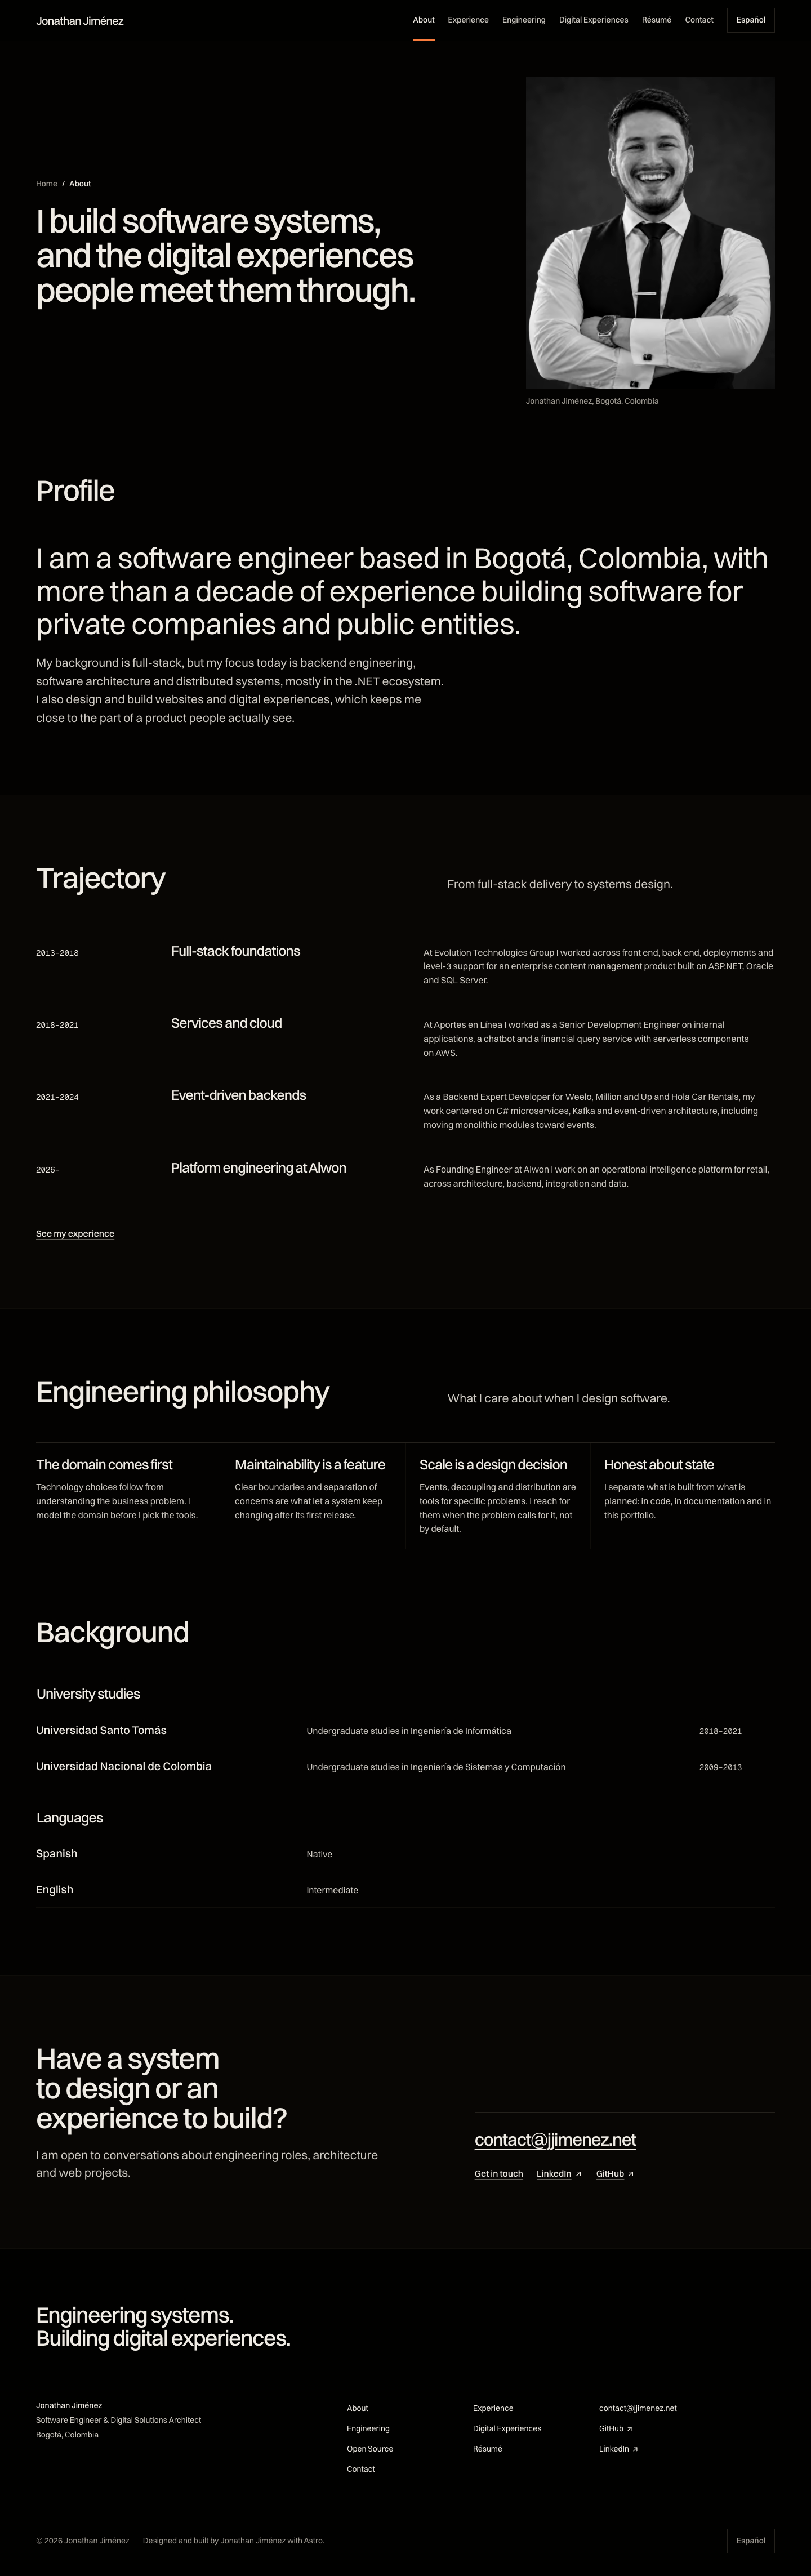 Jonathan Jiménez
About Experience Engineering Digital Experiences Résumé Contact Español
Home / About
I build software systems,
and the digital experiences
people meet them through.
Jonathan Jiménez, Bogotá, Colombia
Profile
I am a software engineer based in Bogotá, Colombia, with
more than a decade of experience building software for
private companies and public entities.
My background is full-stack, but my focus today is backend engineering,
software architecture and distributed systems, mostly in the .NET ecosystem.
I also design and build websites and digital experiences, which keeps me
close to the part of a product people actually see.
Trajectory
From full-stack delivery to systems design.
2013–2018
Full-stack foundations
At Evolution Technologies Group I worked across front end, back end, deployments and
level-3 support for an enterprise content management product built on ASP.NET, Oracle
and SQL Server.
2018–2021
Services and cloud
At Aportes en Línea I worked as a Senior Development Engineer on internal
applications, a chatbot and a financial query service with serverless components
on AWS.
2021–2024
Event-driven backends
As a Backend Expert Developer for Weelo, Million and Up and Hola Car Rentals, my
work centered on C# microservices, Kafka and event-driven architecture, including
moving monolithic modules toward events.
2026–
Platform engineering at Alwon
As Founding Engineer at Alwon I work on an operational intelligence platform for retail,
across architecture, backend, integration and data.
See my experience
Engineering philosophy
What I care about when I design software.
The domain comes first
Technology choices follow from
understanding the business problem. I
model the domain before I pick the tools.
Maintainability is a feature
Clear boundaries and separation of
concerns are what let a system keep
changing after its first release.
Scale is a design decision
Events, decoupling and distribution are
tools for specific problems. I reach for
them when the problem calls for it, not
by default.
Honest about state
I separate what is built from what is
planned: in code, in documentation and in
this portfolio.
Background
University studies
Universidad Santo Tomás Undergraduate studies in Ingeniería de Informática 2018–2021
Universidad Nacional de Colombia Undergraduate studies in Ingeniería de Sistemas y Computación 2009–2013
Languages
Spanish Native
English Intermediate
Have a system
to design or an
experience to build?
I am open to conversations about engineering roles, architecture
and web projects.
contact@jjimenez.net
Get in touch LinkedIn ↗ GitHub ↗
Engineering systems.
Building digital experiences.
Jonathan Jiménez
Software Engineer & Digital Solutions Architect
Bogotá, Colombia
About
Engineering
Open Source
Contact
Experience
Digital Experiences
Résumé
contact@jjimenez.net
GitHub ↗
LinkedIn ↗
© 2026 Jonathan Jiménez Designed and built by Jonathan Jiménez with Astro. Español